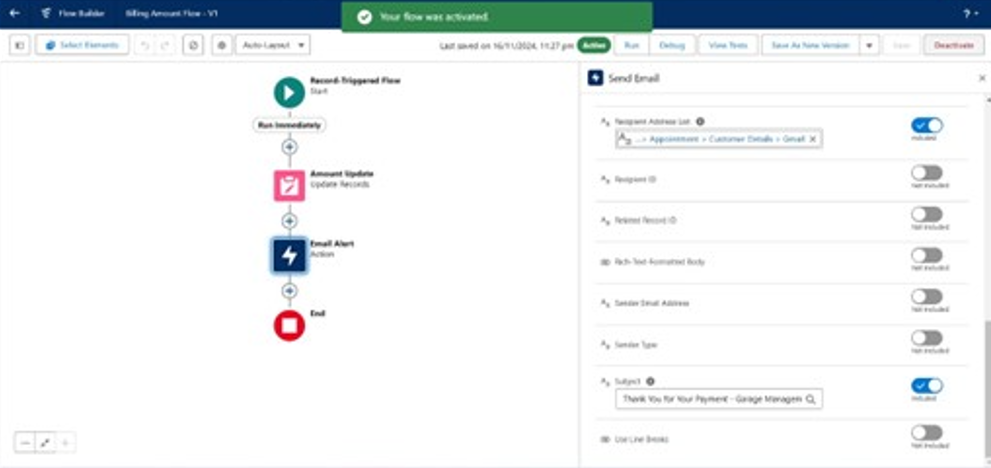 Your flow was activated.
Flow Builder Billing Amount Flow - V1 ?
Select Elements Auto-Layout Last saved on 16/11/2024, 11:27 pm Active Run Debug View Tests Save As New Version Save Deactivate
Record-Triggered Flow
Start
Run Immediately
Amount Update
Update Records
Email Alert
Action
End
Send Email
Recipient Address List
... > Appointment > Customer Details > Gmail
Included
Recipient ID
Not Included
Related Record ID
Not Included
Rich-Text-Formatted Body
Not Included
Sender Email Address
Not Included
Sender Type
Not Included
Subject
Thank You for Your Payment - Garage Managem
Included
Use Line Breaks
Not Included